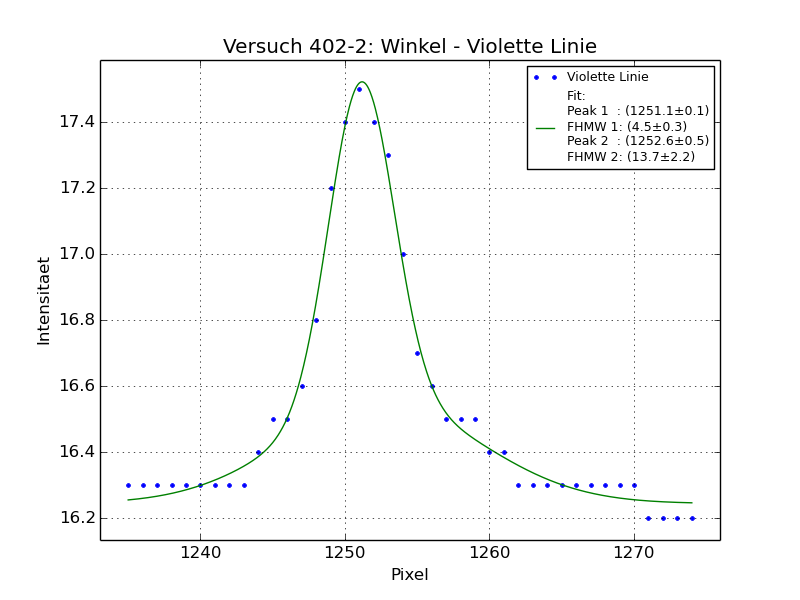 Versuch 402-2: Winkel - Violette Linie
Violette Linie
Fit:
Peak 1  : (1251.1±0.1)
FHMW 1: (4.5±0.3)
Peak 2  : (1252.6±0.5)
FHMW 2: (13.7±2.2)
Intensitaet
17.4
17.2
17.0
16.8
16.6
16.4
16.2
1240
1250
1260
1270
Pixel